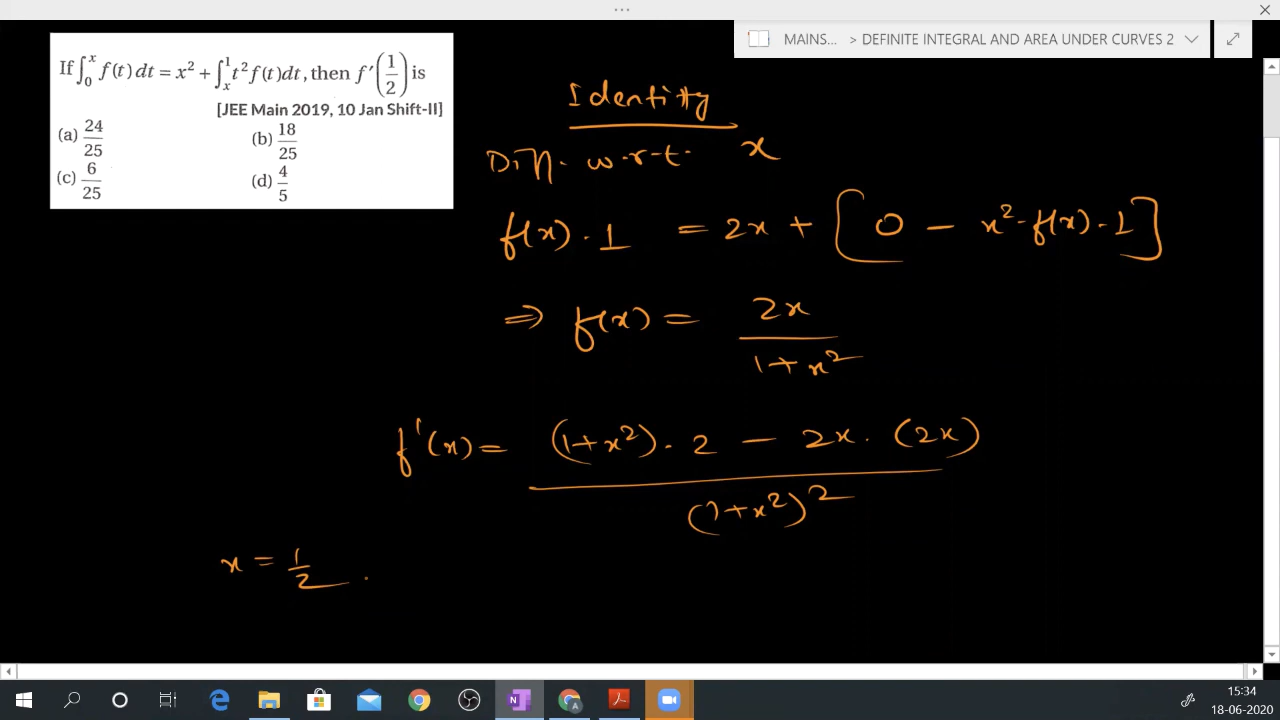 MAINS... > DEFINITE INTEGRAL AND AREA UNDER CURVES 2
If ∫₀ˣ f(t) dt = x² + ∫ₓ¹ t² f(t)dt, then f′(1/2) is
[JEE Main 2019, 10 Jan Shift-II]
(a) 24/25 (b) 18/25
(c) 6/25 (d) 4/5
Identity
Diff. w.r.t. x
f(x) · 1 = 2x + [0 − x² · f(x) · 1]
⇒ f(x) = 2x / 1+x²
f'(x) = (1+x²) · 2 − 2x · (2x) / (1+x²)²
x = 1/2
15:34
18-06-2020